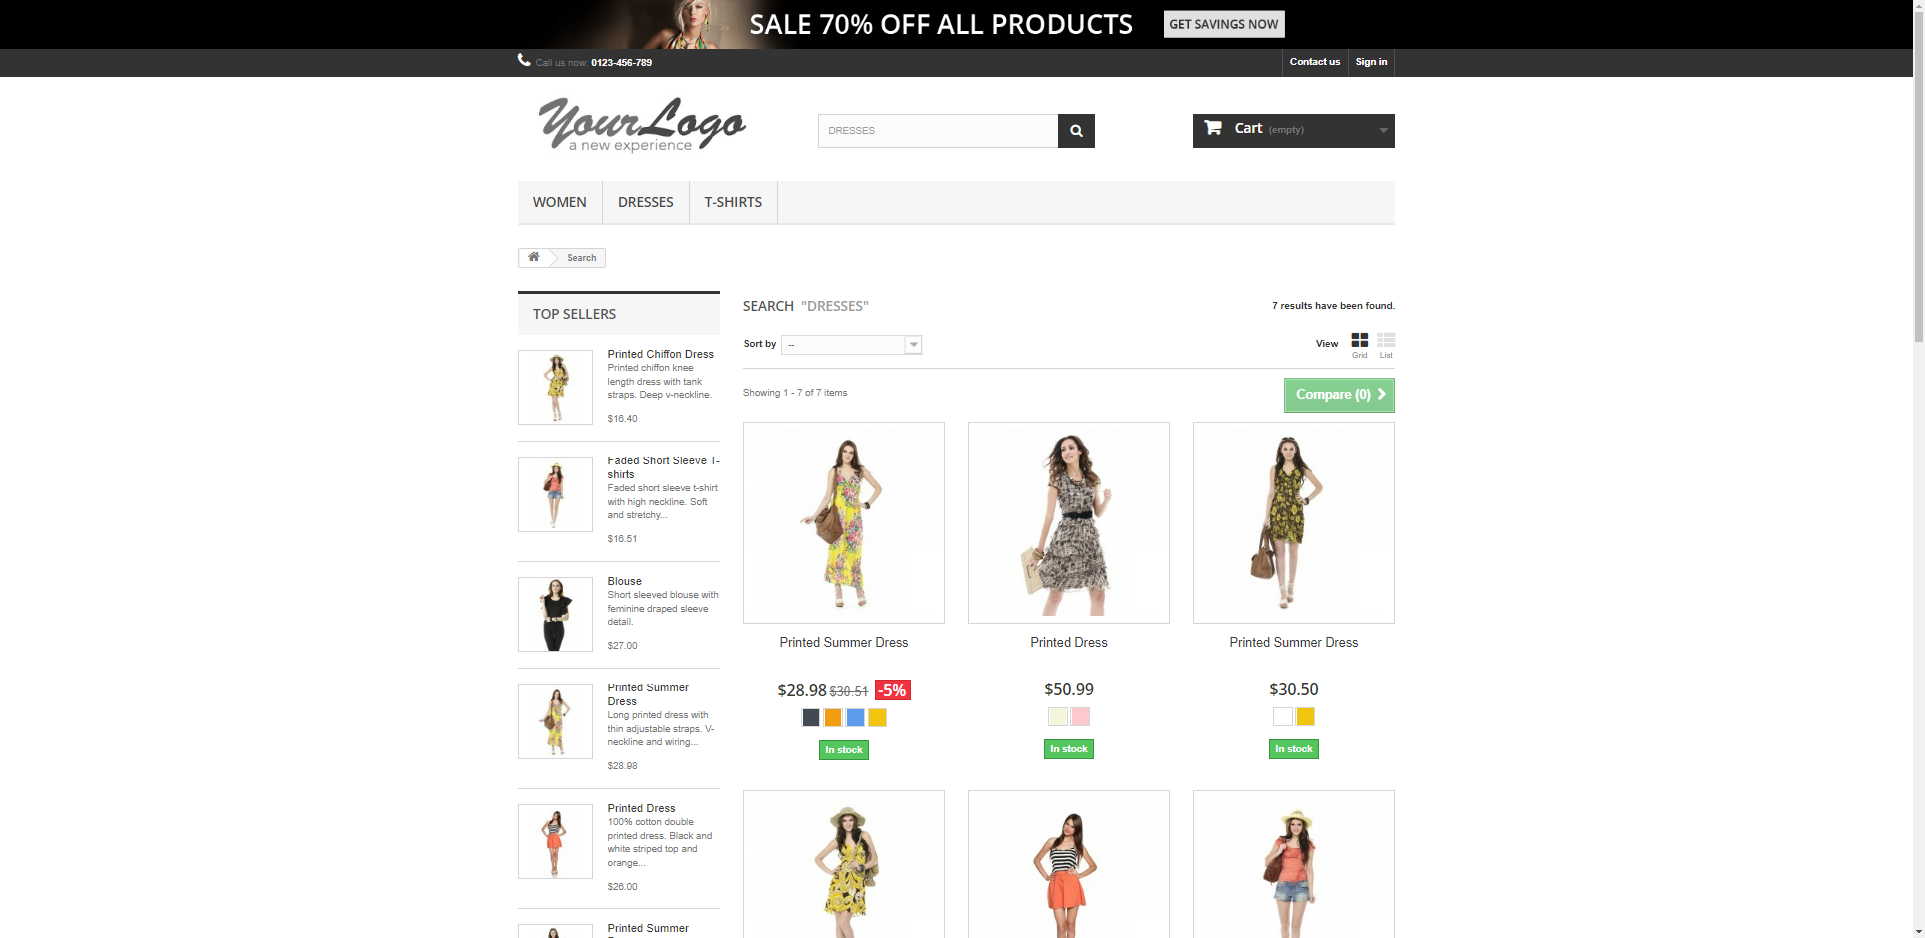 SALE 70% OFF ALL PRODUCTS GET SAVINGS NOW
Call us now: 0123-456-789
Contact us
Sign in
YourLogo
a new experience
DRESSES
Cart (empty)
WOMEN
DRESSES
T-SHIRTS
Search
TOP SELLERS
Printed Chiffon Dress
Printed chiffon knee
length dress with tank
straps. Deep v-neckline.
$16.40
Faded Short Sleeve T-
shirts
Faded short sleeve t-shirt
with high neckline. Soft
and stretchy...
$16.51
Blouse
Short sleeved blouse with
feminine draped sleeve
detail.
$27.00
Printed Summer
Dress
Long printed dress with
thin adjustable straps. V-
neckline and wiring...
$28.98
Printed Dress
100% cotton double
printed dress. Black and
white striped top and
orange...
$26.00
Printed Summer
SEARCH "DRESSES"
7 results have been found.
Sort by --
View
Grid
List
Showing 1 - 7 of 7 items
Compare (0)
Printed Summer Dress
$28.98 $30.51 -5%
In stock
Printed Dress
$50.99
In stock
Printed Summer Dress
$30.50
In stock